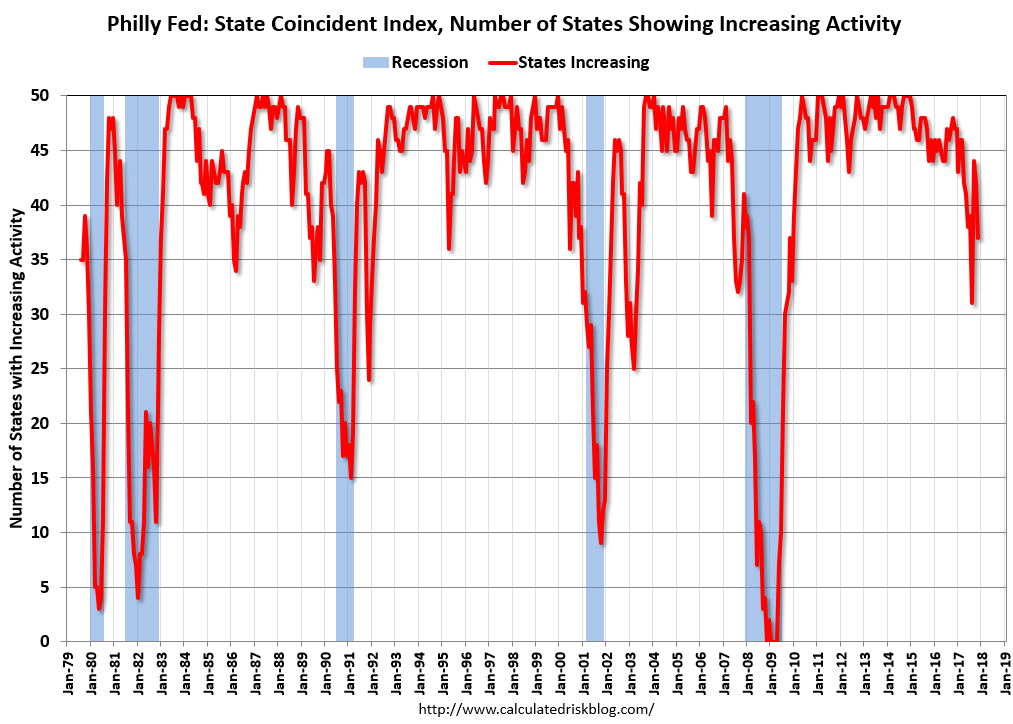 Philly Fed: State Coincident Index, Number of States Showing Increasing Activity
Recession
States Increasing
Number of States with Increasing Activity
50
45
40
35
30
25
20
15
10
5
0
Jan-79
Jan-80
Jan-81
Jan-82
Jan-83
Jan-84
Jan-85
Jan-86
Jan-87
Jan-88
Jan-89
Jan-90
Jan-91
Jan-92
Jan-93
Jan-94
Jan-95
Jan-96
Jan-97
Jan-98
Jan-99
Jan-00
Jan-01
Jan-02
Jan-03
Jan-04
Jan-05
Jan-06
Jan-07
Jan-08
Jan-09
Jan-10
Jan-11
Jan-12
Jan-13
Jan-14
Jan-15
Jan-16
Jan-17
Jan-18
Jan-19
http://www.calculatedriskblog.com/